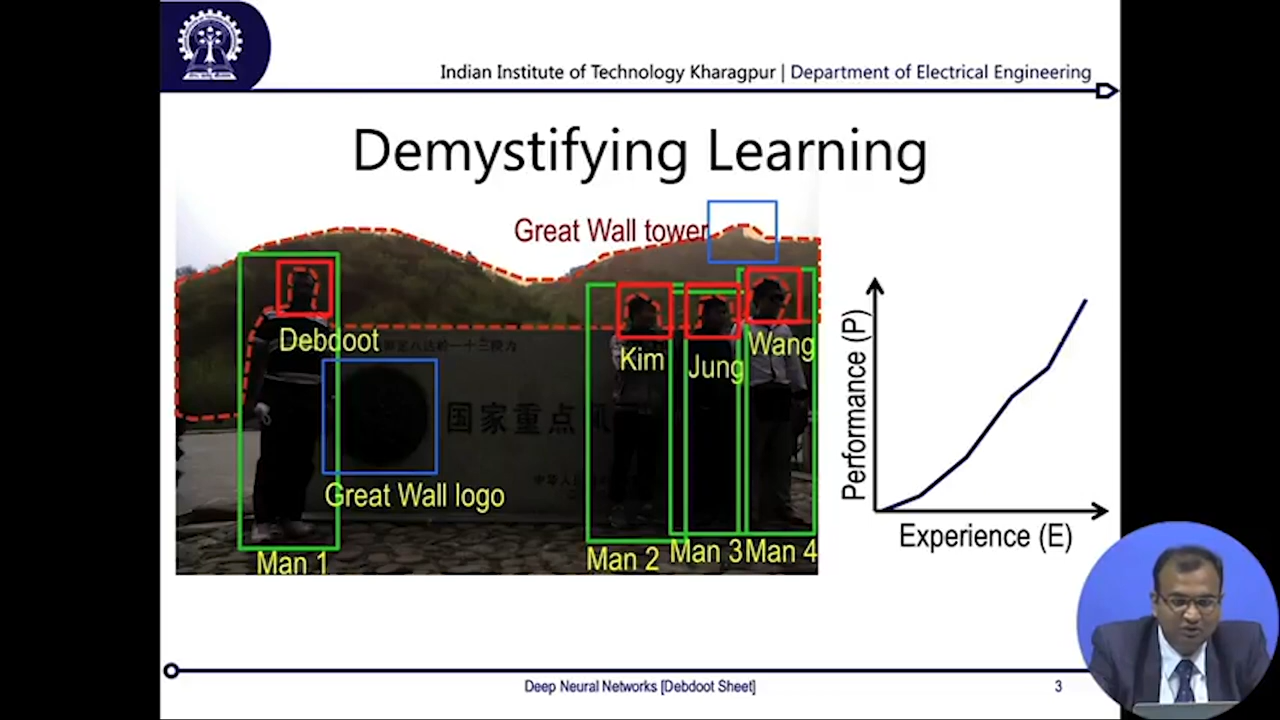 Indian Institute of Technology Kharagpur | Department of Electrical Engineering
Demystifying Learning
Great Wall tower
Debdoot
Kim
Jung
Wang
国家重点风
Great Wall logo
Man 1
Man 2
Man 3
Man 4
Performance (P)
Experience (E)
Deep Neural Networks [Debdoot Sheet]
3